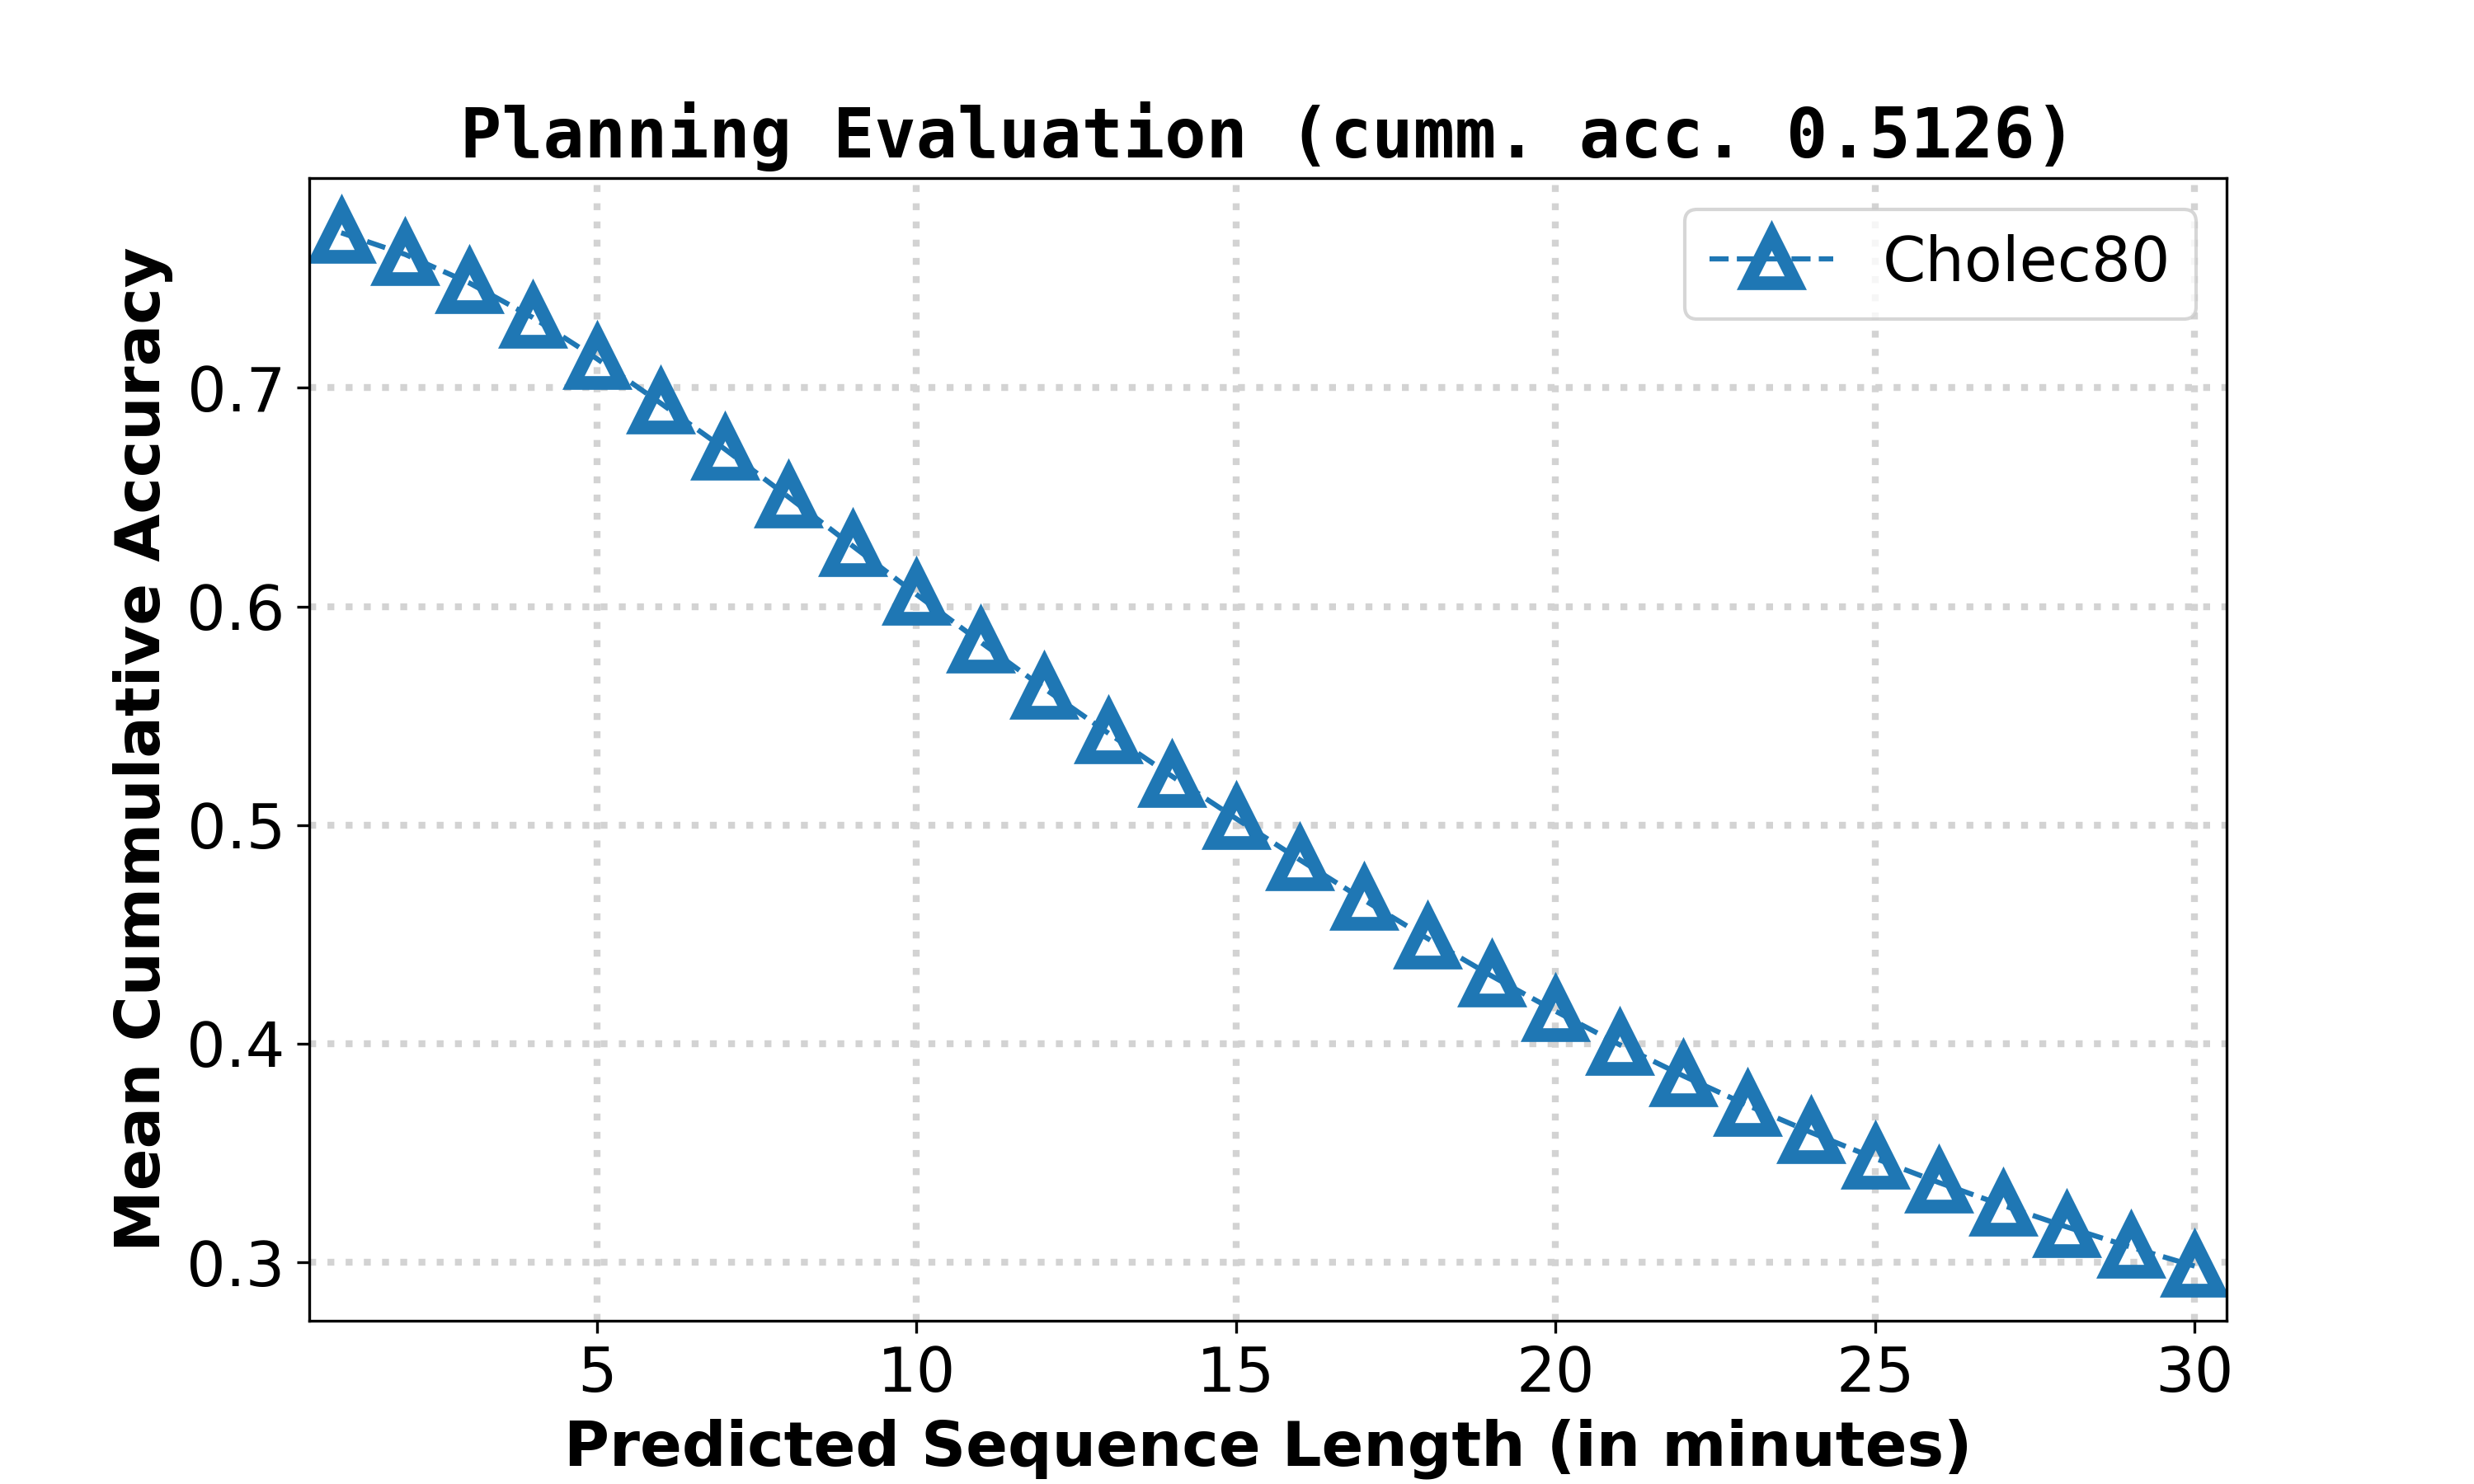 Planning Evaluation (cumm. acc. 0.5126)
Cholec80
Mean Cummulative Accuracy
0.7
0.6
0.5
0.4
0.3
5 10 15 20 25 30
Predicted Sequence Length (in minutes)